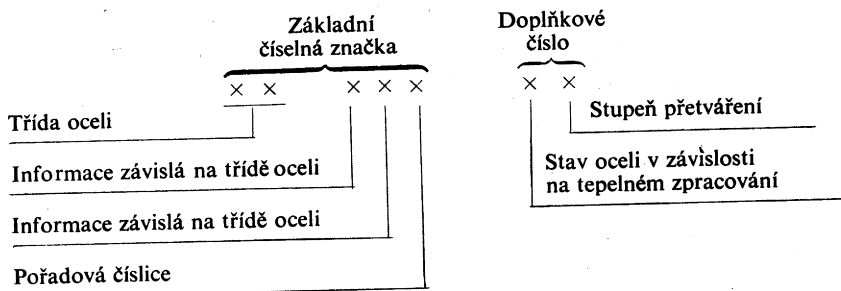 Základní
číselná značka
Doplňkové
číslo
× × × × ×
× ×
Třída oceli
Informace závislá na třídě oceli
Informace závislá na třídě oceli
Pořadová číslice
Stupeň přetváření
Stav oceli v závislosti
na tepelném zpracování